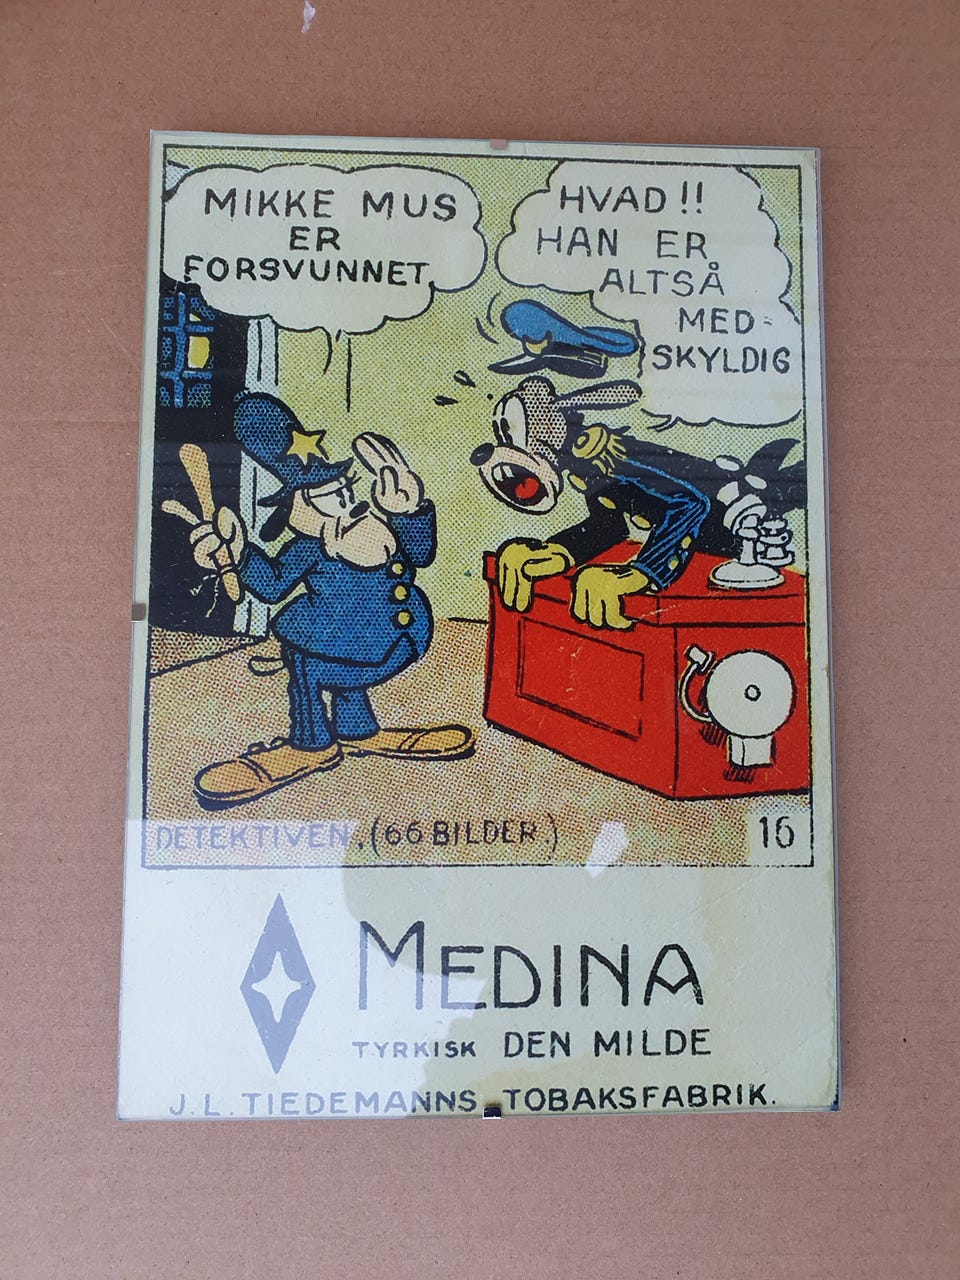 MIKKE MUS
ER
FORSVUNNET
HVAD!!
HAN ER
ALTSÅ
MED-
SKYLDIG
DETEKTIVEN. (66 BILDER.)
16
MEDINA
TYRKISK DEN MILDE
J.L. TIEDEMANNS TOBAKSFABRIK.